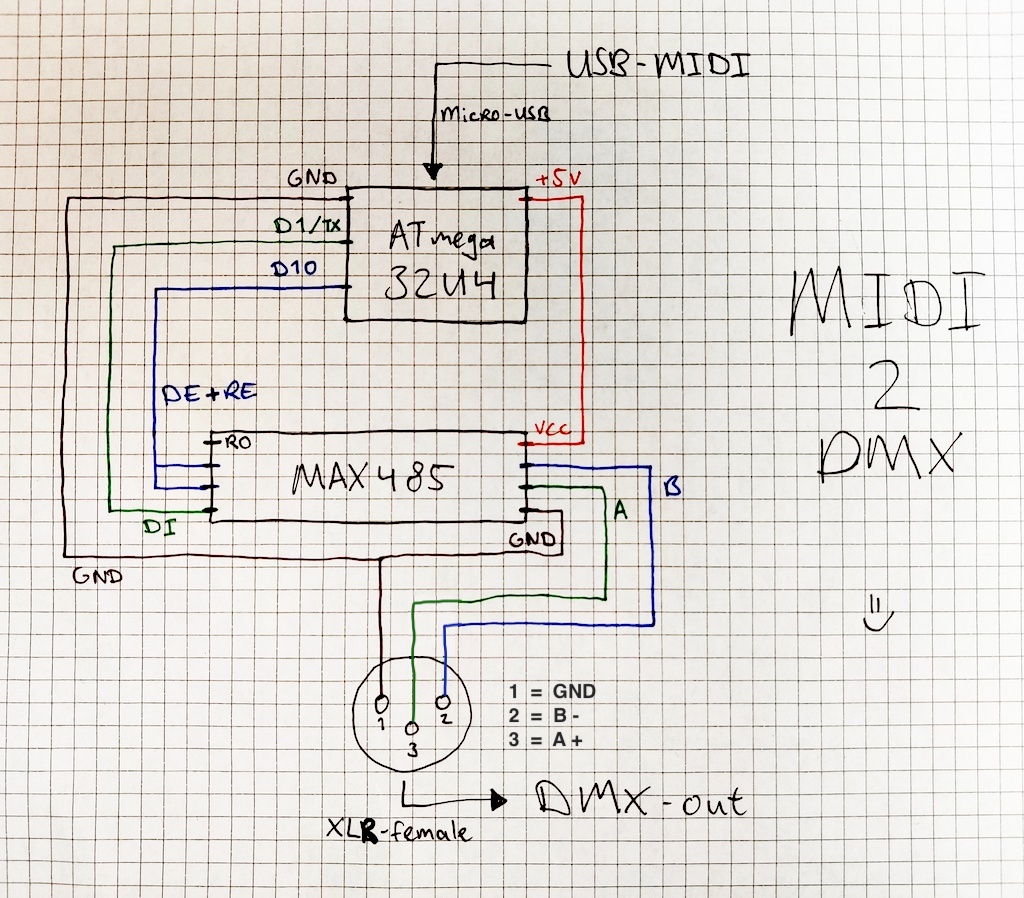 USB-MIDI
MICRO-USB
GND
+5V
D1/TX
D10
ATmega
32U4
MIDI
2
DMX
DE+RE
RO
VCC
MAX485
B
A
DI
GND
GND
1
2
3
1 = GND
2 = B-
3 = A+
DMX-out
XLR-female